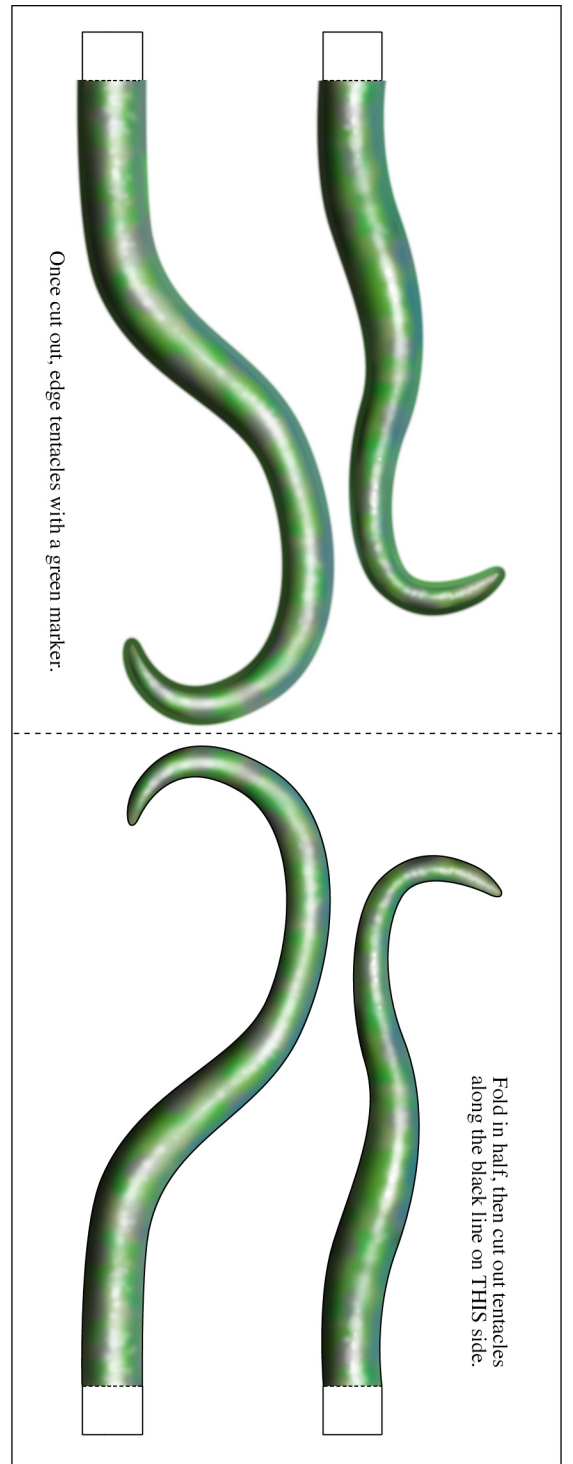 Once cut out, edge tentacles with a green marker.
Fold in half, then cut out tentacles
along the black line on THIS side.